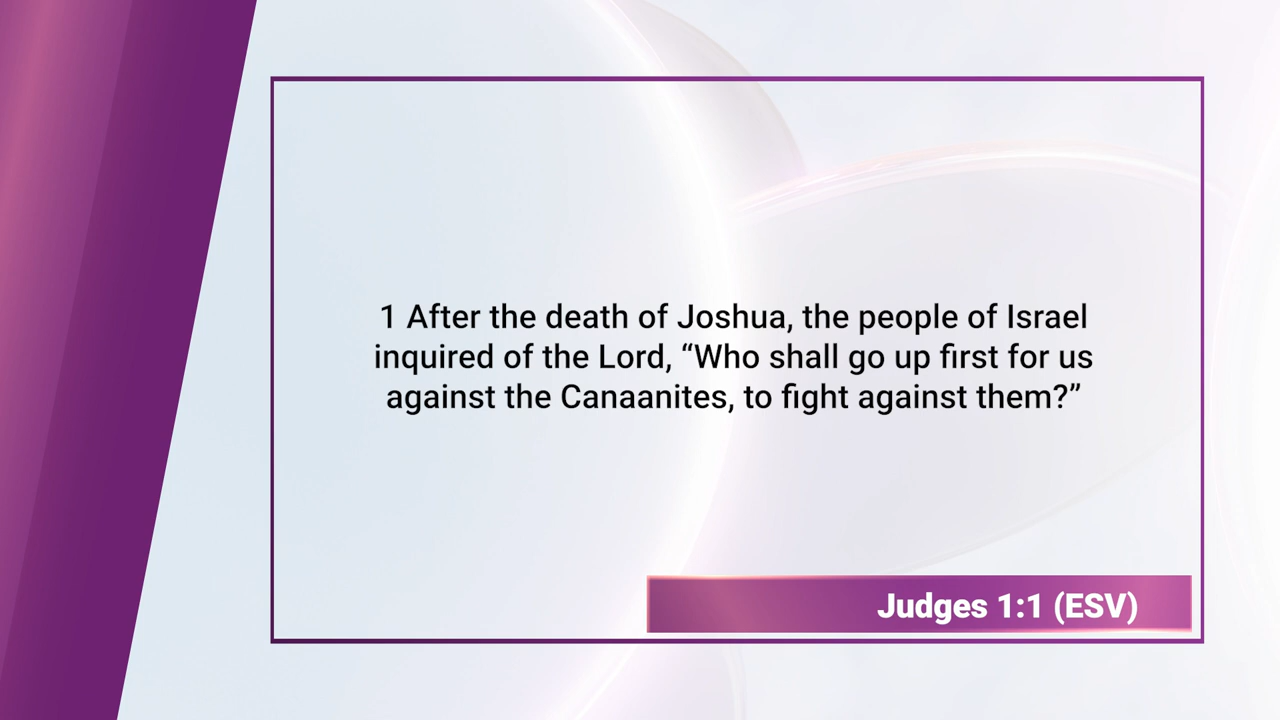 1 After the death of Joshua, the people of Israel
inquired of the Lord, “Who shall go up first for us
against the Canaanites, to fight against them?”
Judges 1:1 (ESV)